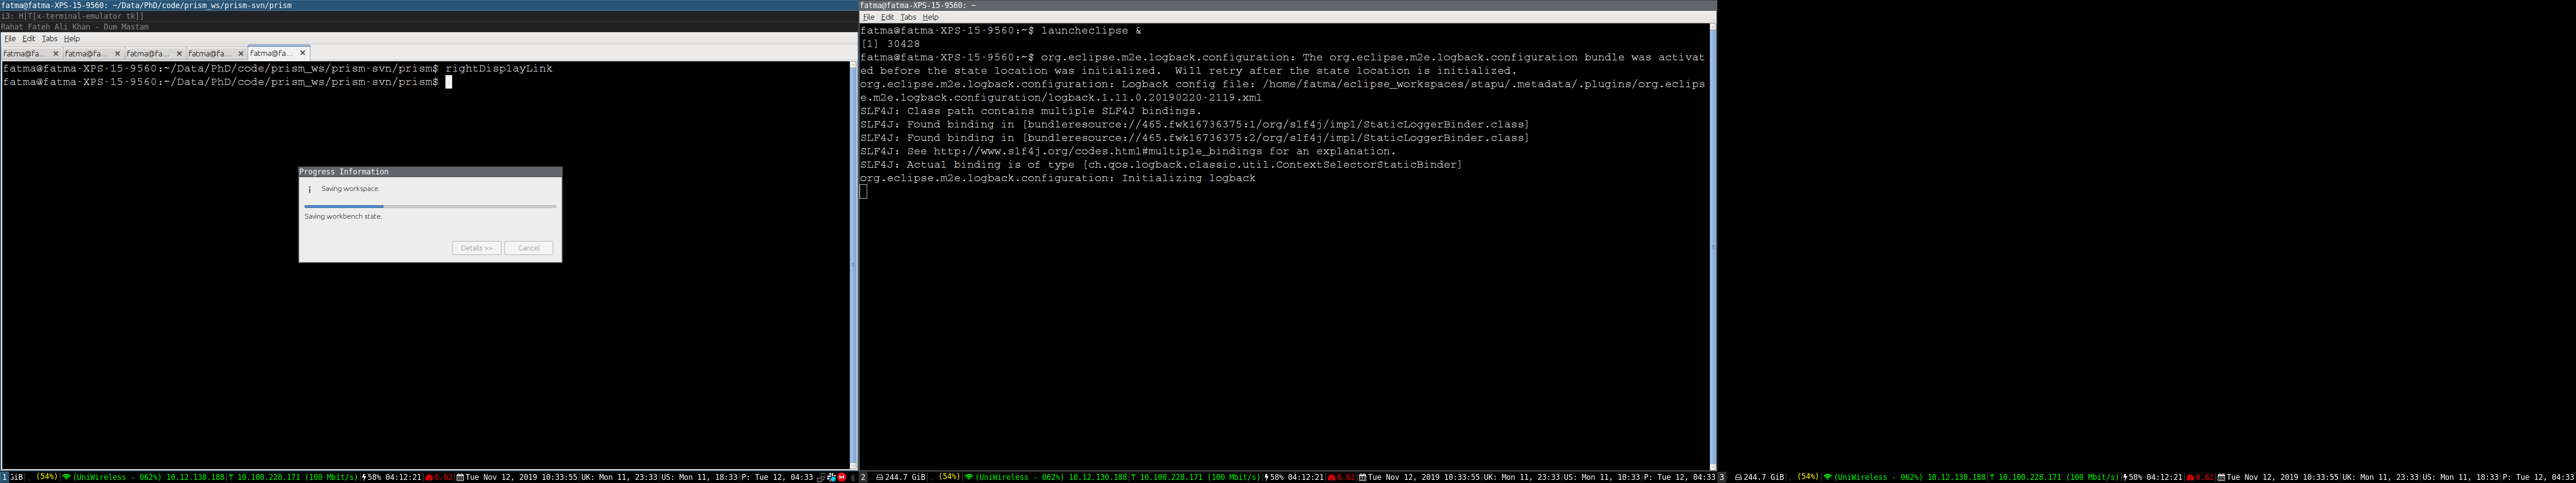 fatma@fatma-XPS-15-9560: ~/Data/PhD/code/prism_ws/prism-svn/prism
i3: H[T[x-terminal-emulator tk]]
Rahat Fateh Ali Khan - Dum Mastam
File Edit Tabs Help
fatma@fa... × fatma@fa... × fatma@fa... × fatma@fa... × fatma@fa... ×
fatma@fatma-XPS-15-9560:~/Data/PhD/code/prism_ws/prism-svn/prism$ rightDisplayLink
fatma@fatma-XPS-15-9560:~/Data/PhD/code/prism_ws/prism-svn/prism$
Progress Information
Saving workspace.
Saving workbench state.
Details >> Cancel
1 GiB| (54%)|(UniWireless - 062%) 10.12.130.188|T 10.100.228.171 (100 Mbit/s)|58% 04:12:21|6.62|Tue Nov 12, 2019 10:33:55|UK: Mon 11, 23:33|US: Mon 11, 18:33|P: Tue 12, 04:33
fatma@fatma-XPS-15-9560: ~
File Edit Tabs Help
fatma@fatma-XPS-15-9560:~$ launcheclipse &
[1] 30428
fatma@fatma-XPS-15-9560:~$ org.eclipse.m2e.logback.configuration: The org.eclipse.m2e.logback.configuration bundle was activat
ed before the state location was initialized.  Will retry after the state location is initialized.
org.eclipse.m2e.logback.configuration: Logback config file: /home/fatma/eclipse_workspaces/stapu/.metadata/.plugins/org.eclips
e.m2e.logback.configuration/logback.1.11.0.20190220-2119.xml
SLF4J: Class path contains multiple SLF4J bindings.
SLF4J: Found binding in [bundleresource://465.fwk16736375:1/org/slf4j/impl/StaticLoggerBinder.class]
SLF4J: Found binding in [bundleresource://465.fwk16736375:2/org/slf4j/impl/StaticLoggerBinder.class]
SLF4J: See http://www.slf4j.org/codes.html#multiple_bindings for an explanation.
SLF4J: Actual binding is of type [ch.qos.logback.classic.util.ContextSelectorStaticBinder]
org.eclipse.m2e.logback.configuration: Initializing logback
2 244.7 GiB| (54%)|(UniWireless - 062%) 10.12.130.188|T 10.100.228.171 (100 Mbit/s)|58% 04:12:21|6.62|Tue Nov 12, 2019 10:33:55|UK: Mon 11, 23:33|US: Mon 11, 18:33|P: Tue 12, 04:33
3 244.7 GiB| (54%)|(UniWireless - 062%) 10.12.130.188|T 10.100.228.171 (100 Mbit/s)|58% 04:12:21|6.62|Tue Nov 12, 2019 10:33:55|UK: Mon 11, 23:33|US: Mon 11, 18:33|P: Tue 12, 04:33